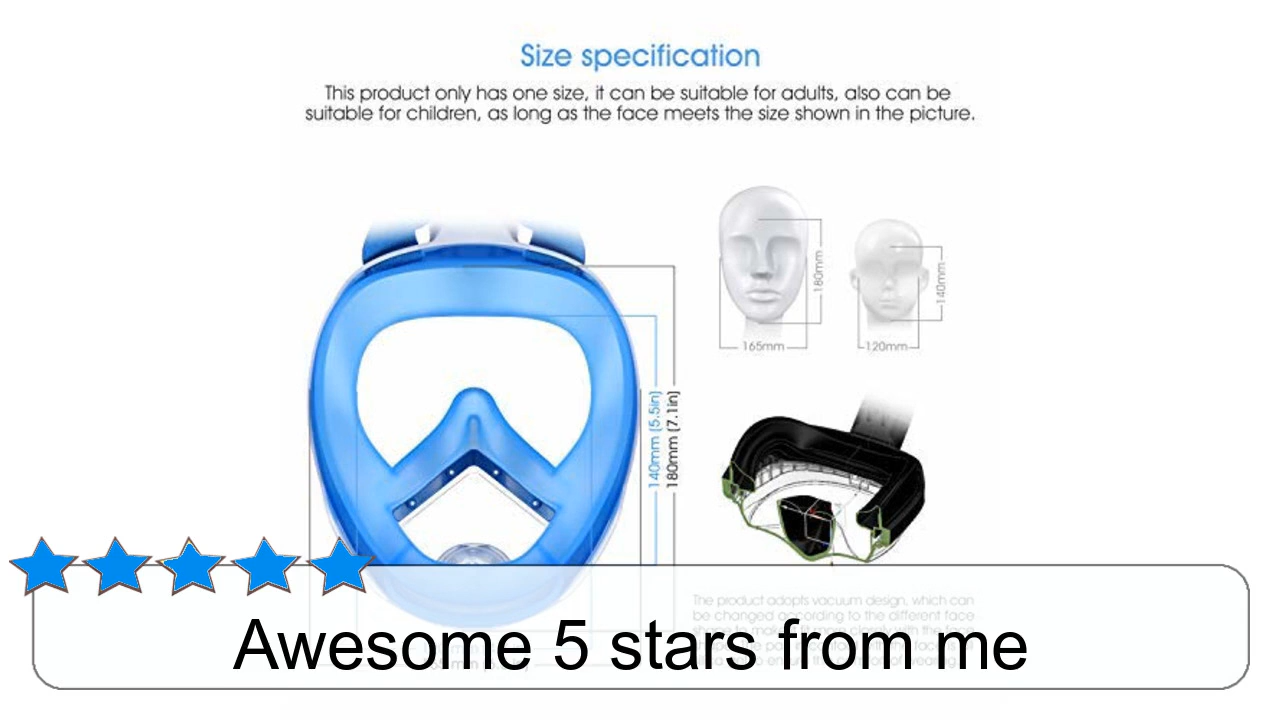 Size specification
This product only has one size, it can be suitable for adults, also can be
suitable for children, as long as the face meets the size shown in the picture.
180mm
140mm
165mm
120mm
140mm (5.5in)
180mm (7.1in)
The product adopts vacuum design, which can
be changed according to the different face
Awesome 5 stars from me